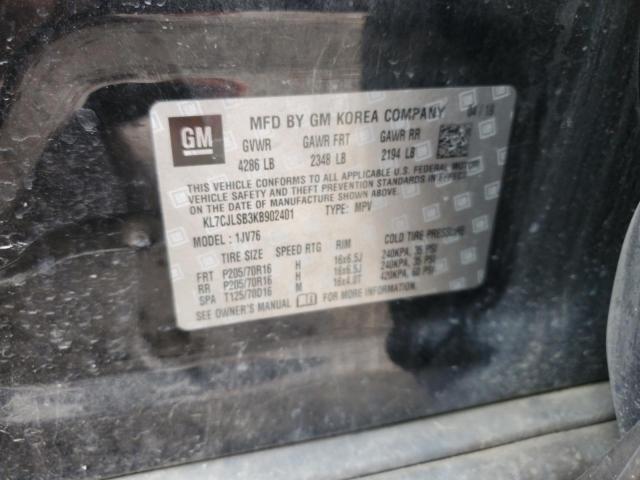 GM
MFD BY GM KOREA COMPANY 04 / 19
GVWR GAWR FRT GAWR RR
4286 LB 2348 LB 2194 LB
THIS VEHICLE CONFORMS TO ALL APPLICABLE U.S. FEDERAL MOTOR
VEHICLE SAFETY AND THEFT PREVENTION STANDARDS IN EFFECT ON
THE DATE OF MANUFACTURE SHOWN ABOVE.
KL7CJLSB3KB902401 TYPE: MPV
MODEL : 1JV76
TIRE SIZE SPEED RTG RIM COLD TIRE PRESSURE
FRT P205/70R16 H 16x6.5J 240KPA, 35 PSI
RR P205/70R16 H 16x6.5J 240KPA, 35 PSI
SPA T125/70D16 M 16x4.0T 420KPA, 60 PSI
SEE OWNER'S MANUAL FOR MORE INFORMATION.